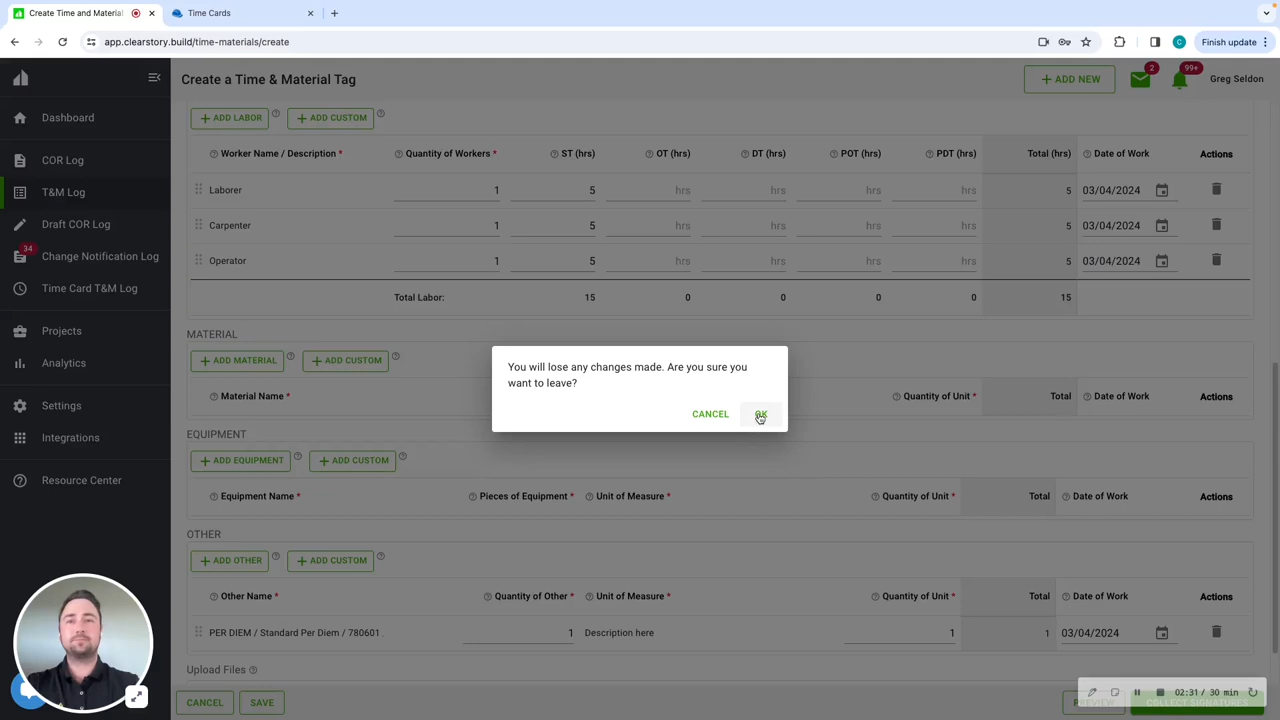 Create Time and Material
Time Cards
app.clearstory.build/time-materials/create
C
Finish update
Create a Time & Material Tag
ADD NEW
2
99+
Greg Seldon
Dashboard
COR Log
T&M Log
Draft COR Log
34
Change Notification Log
Time Card T&M Log
Projects
Analytics
Settings
Integrations
Resource Center
ADD LABOR
ADD CUSTOM
Worker Name / Description * Quantity of Workers * ST (hrs) OT (hrs) DT (hrs) POT (hrs) PDT (hrs) Total (hrs) Date of Work Actions
Laborer 1 5 hrs hrs hrs hrs 5 03/04/2024
Carpenter 1 5 hrs hrs hrs hrs 5 03/04/2024
Operator 1 5 hrs hrs hrs hrs 5 03/04/2024
Total Labor: 15 0 0 0 0 15
MATERIAL
ADD MATERIAL
ADD CUSTOM
Material Name * Quantity of Unit * Total Date of Work Actions
You will lose any changes made. Are you sure you
want to leave?
CANCEL OK
EQUIPMENT
ADD EQUIPMENT
ADD CUSTOM
Equipment Name * Pieces of Equipment * Unit of Measure * Quantity of Unit * Total Date of Work Actions
OTHER
ADD OTHER
ADD CUSTOM
Other Name * Quantity of Other * Unit of Measure * Quantity of Unit * Total Date of Work Actions
PER DIEM / Standard Per Diem / 780601 1 Description here 1 1 03/04/2024
Upload Files
CANCEL
SAVE
02:31 / 30 min
COLLECT SIGNATURES